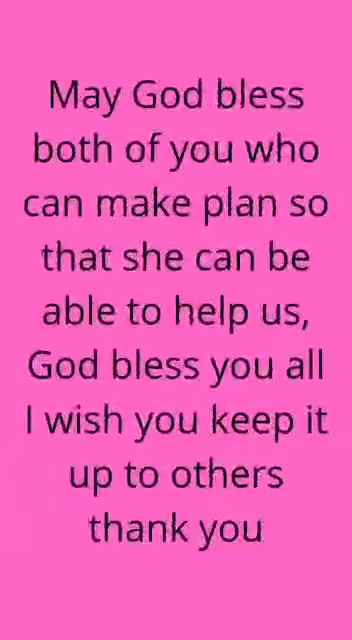 May God bless
both of you who
can make plan so
that she can be
able to help us,
God bless you all
I wish you keep it
up to others
thank you